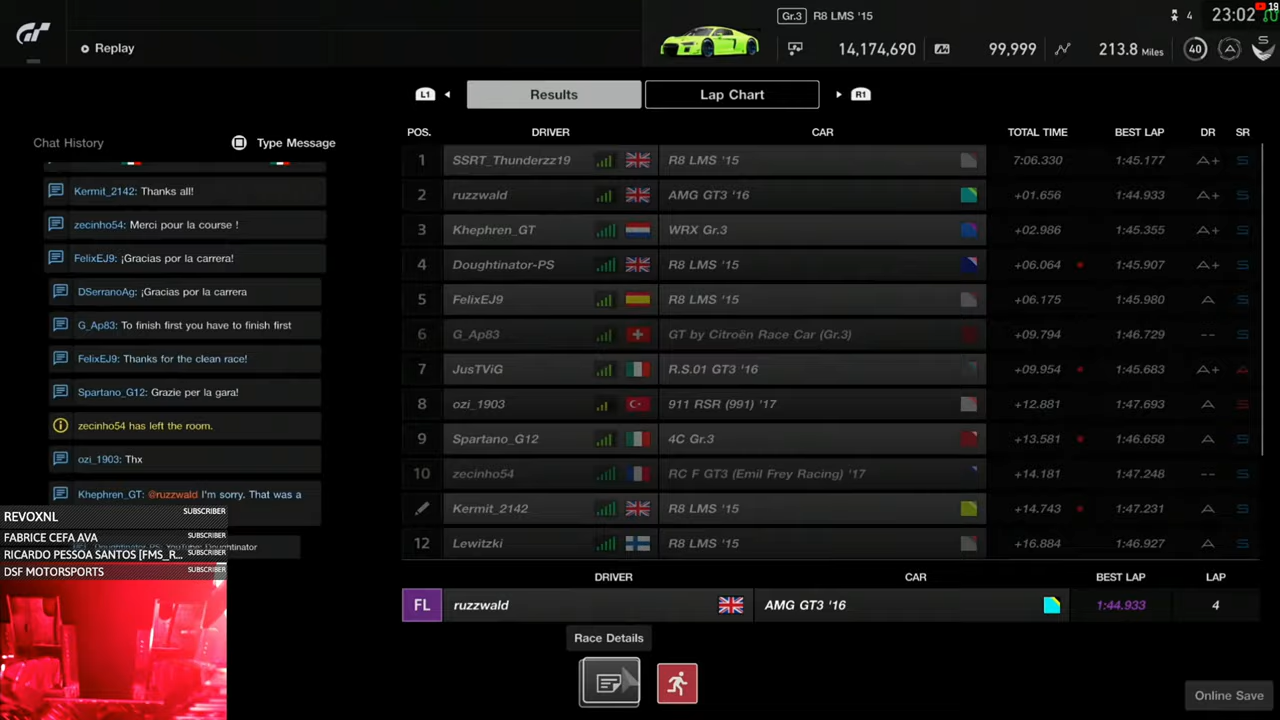 Gr.3 R8 LMS '15
4 23:02 19
Replay
14,174,690 99,999 213.8 Miles 40 A S
L1 Results Lap Chart R1
Chat History Type Message
POS. DRIVER CAR TOTAL TIME BEST LAP DR SR
1 SSRT_Thunderzz19 R8 LMS '15 7:06.330 1:45.177 A+ S
2 ruzzwald AMG GT3 '16 +01.656 1:44.933 A+ S
3 Khephren_GT WRX Gr.3 +02.986 1:45.355 A+ S
4 Doughtinator-PS R8 LMS '15 +06.064 1:45.907 A+ S
5 FelixEJ9 R8 LMS '15 +06.175 1:45.980 A S
6 G_Ap83 GT by Citroën Race Car (Gr.3) +09.794 1:46.729 -- S
7 JusTViG R.S.01 GT3 '16 +09.954 1:45.683 A+ A
8 ozi_1903 911 RSR (991) '17 +12.881 1:47.693 A S
9 Spartano_G12 4C Gr.3 +13.581 1:46.658 A S
10 zecinho54 RC F GT3 (Emil Frey Racing) '17 +14.181 1:47.248 -- S
Kermit_2142 R8 LMS '15 +14.743 1:47.231 A S
12 Lewitzki R8 LMS '15 +16.884 1:46.927 A S
Kermit_2142: Thanks all!
zecinho54: Merci pour la course !
FelixEJ9: ¡Gracias por la carrera!
DSerranoAg: ¡Gracias por la carrera
G_Ap83: To finish first you have to finish first
FelixEJ9: Thanks for the clean race!
Spartano_G12: Grazie per la gara!
zecinho54 has left the room.
ozi_1903: Thx
Khephren_GT: @ruzzwald I'm sorry. That was a
REVOXNL SUBSCRIBER
FABRICE CEFA AVA SUBSCRIBER
RICARDO PESSOA SANTOS [FMS_R... SUBSCRIBER
DSF MOTORSPORTS SUBSCRIBER
DRIVER CAR BEST LAP LAP
FL ruzzwald AMG GT3 '16 1:44.933 4
Race Details
Online Save